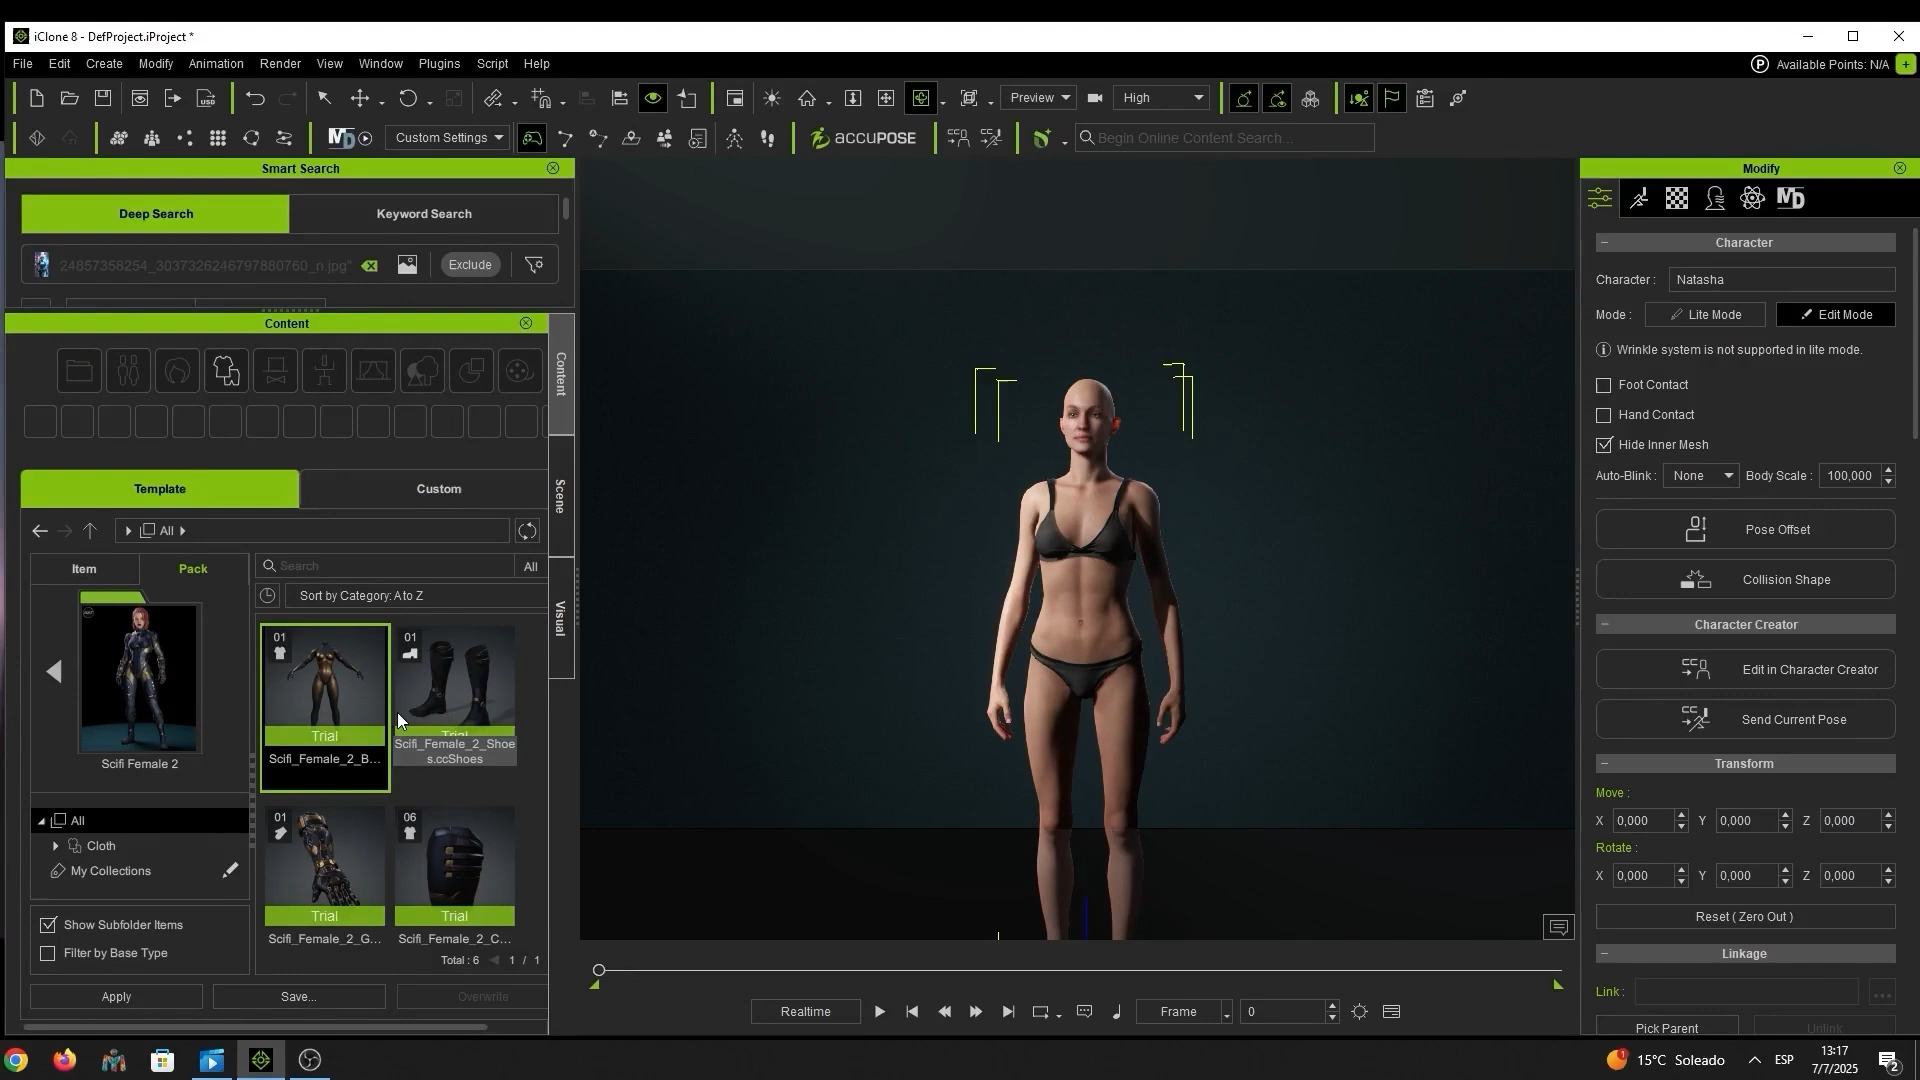 iClone 8 - DefProject.iProject *
File Edit Create Modify Animation Render View Window Plugins Script Help
Available Points: N/A
Preview
High
Custom Settings
ACCUPOSE
Begin Online Content Search...
Smart Search
Deep Search
Keyword Search
24857358254_3037326246797880760_n.jpg"
Exclude
Content
Content
Scene
Visual
Template
Custom
All
Item
Pack
Search
All
Sort by Category: A to Z
Scifi Female 2
01
Trial
Scifi_Female_2_B...
01
Trial
Scifi_Female_2_Shoe
s.ccShoes
01
Trial
Scifi_Female_2_G...
06
Trial
Scifi_Female_2_C...
All
Cloth
My Collections
Show Subfolder Items
Filter by Base Type
Total : 6 1 / 1
Apply
Save...
Overwrite
Realtime
Frame
0
Modify
MD
Character
Character : Natasha
Mode : Lite Mode Edit Mode
Wrinkle system is not supported in lite mode.
Foot Contact
Hand Contact
Hide Inner Mesh
Auto-Blink : None Body Scale : 100,000
Pose Offset
Collision Shape
Character Creator
Edit in Character Creator
Send Current Pose
Transform
Move :
X 0,000 Y 0,000 Z 0,000
Rotate :
X 0,000 Y 0,000 Z 0,000
Reset ( Zero Out )
Linkage
Link :
Pick Parent
Unlink
15°C Soleado
ESP
13:17
7/7/2025
2